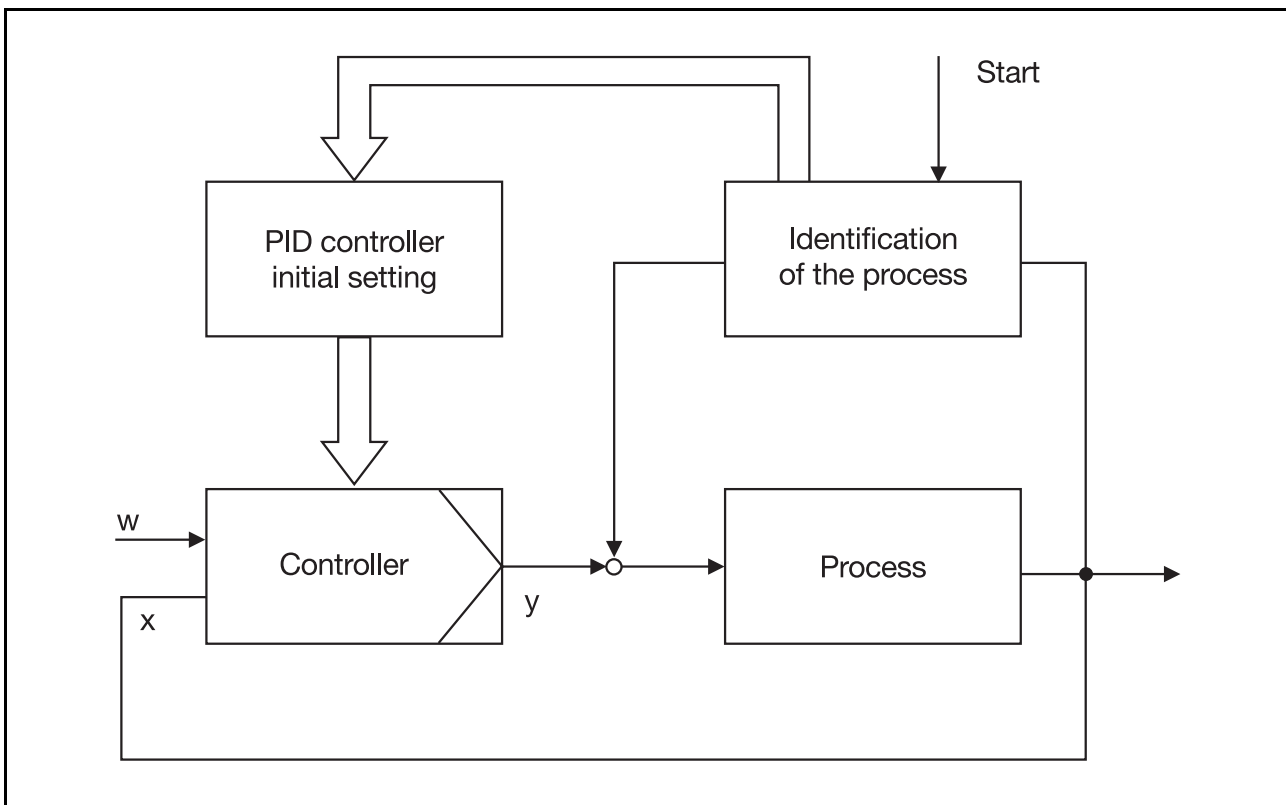 Start
PID controller
initial setting
Identification
of the process
w
Controller
Process
x
y